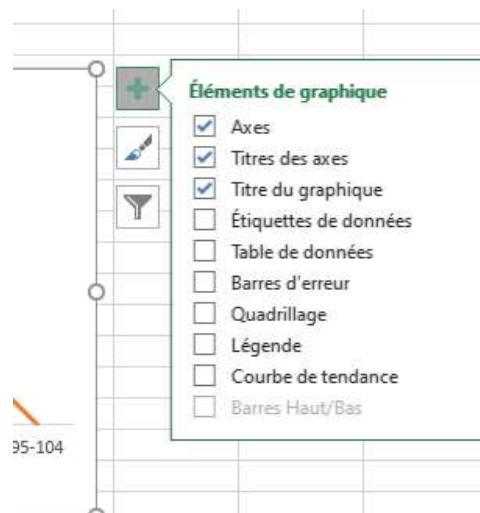 Éléments de graphique
Axes
Titres des axes
Titre du graphique
Étiquettes de données
Table de données
Barres d'erreur
Quadrillage
Légende
Courbe de tendance
Barres Haut/Bas
95-104